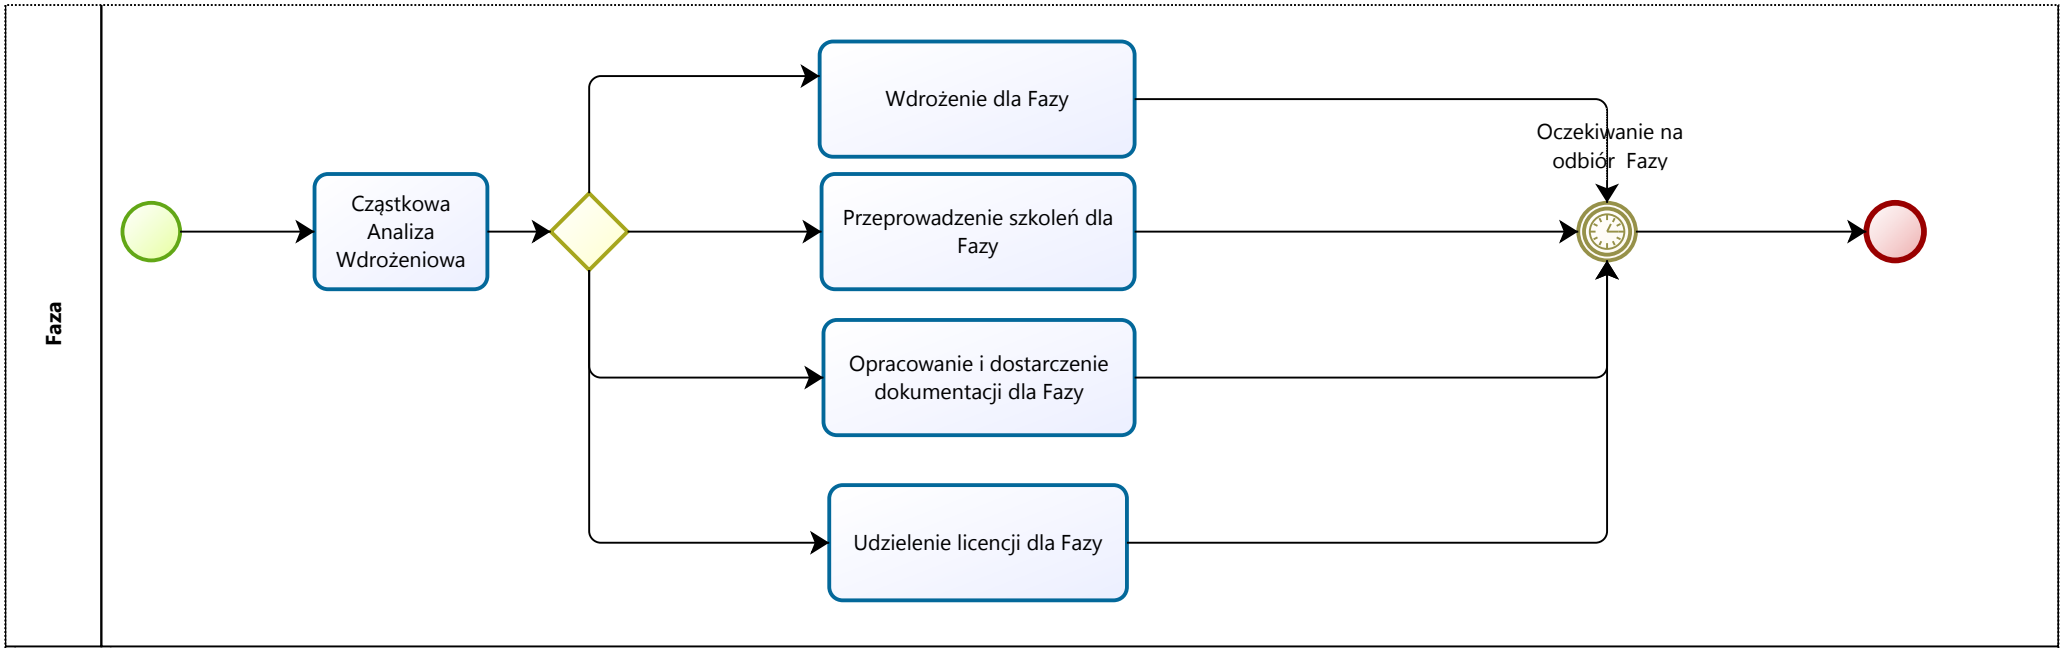 Faza
Cząstkowa
Analiza
Wdrożeniowa
Wdrożenie dla Fazy
Przeprowadzenie szkoleń dla
Fazy
Opracowanie i dostarczenie
dokumentacji dla Fazy
Udzielenie licencji dla Fazy
Oczekiwanie na
odbiór  Fazy